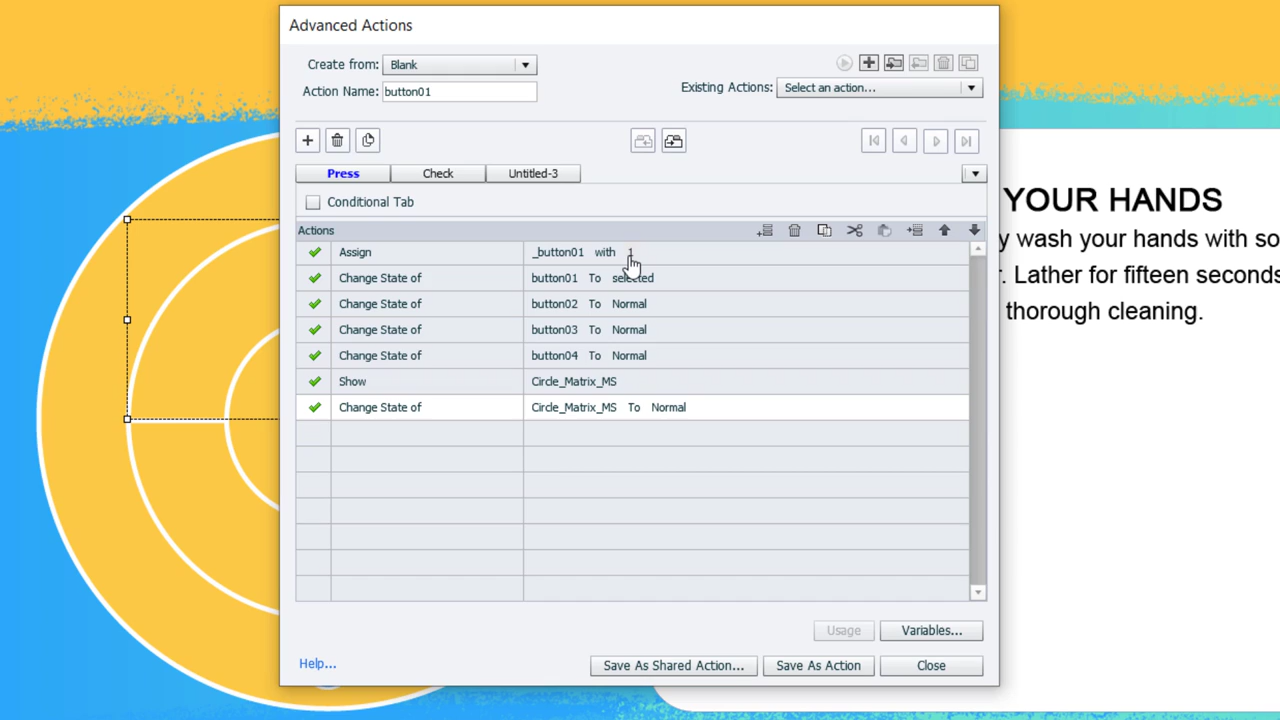 Advanced Actions
Create from: Blank
Action Name: button01
Existing Actions: Select an action...
Press Check Untitled-3
Conditional Tab
Actions
Assign _button01 with 1
Change State of button01 To selected
Change State of button02 To Normal
Change State of button03 To Normal
Change State of button04 To Normal
Show Circle_Matrix_MS
Change State of Circle_Matrix_MS To Normal
Usage Variables...
Help...
Save As Shared Action... Save As Action Close
YOUR HANDS
y wash your hands with so
r. Lather for fifteen seconds
thorough cleaning.